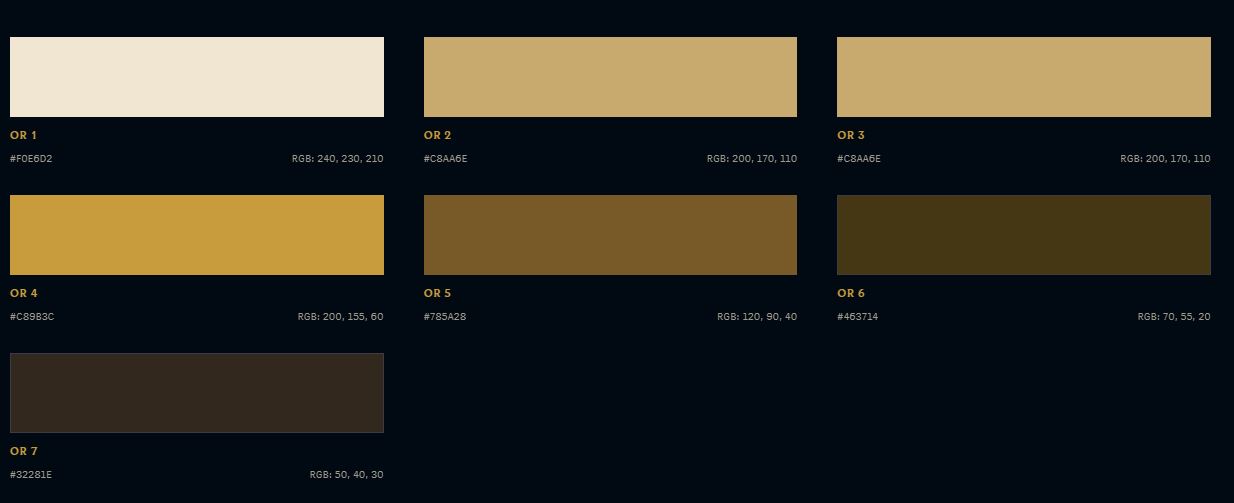 OR 1
#F0E6D2 RGB: 240, 230, 210
OR 2
#C8AA6E RGB: 200, 170, 110
OR 3
#C8AA6E RGB: 200, 170, 110
OR 4
#C89B3C RGB: 200, 155, 60
OR 5
#785A28 RGB: 120, 90, 40
OR 6
#463714 RGB: 70, 55, 20
OR 7
#32281E RGB: 50, 40, 30